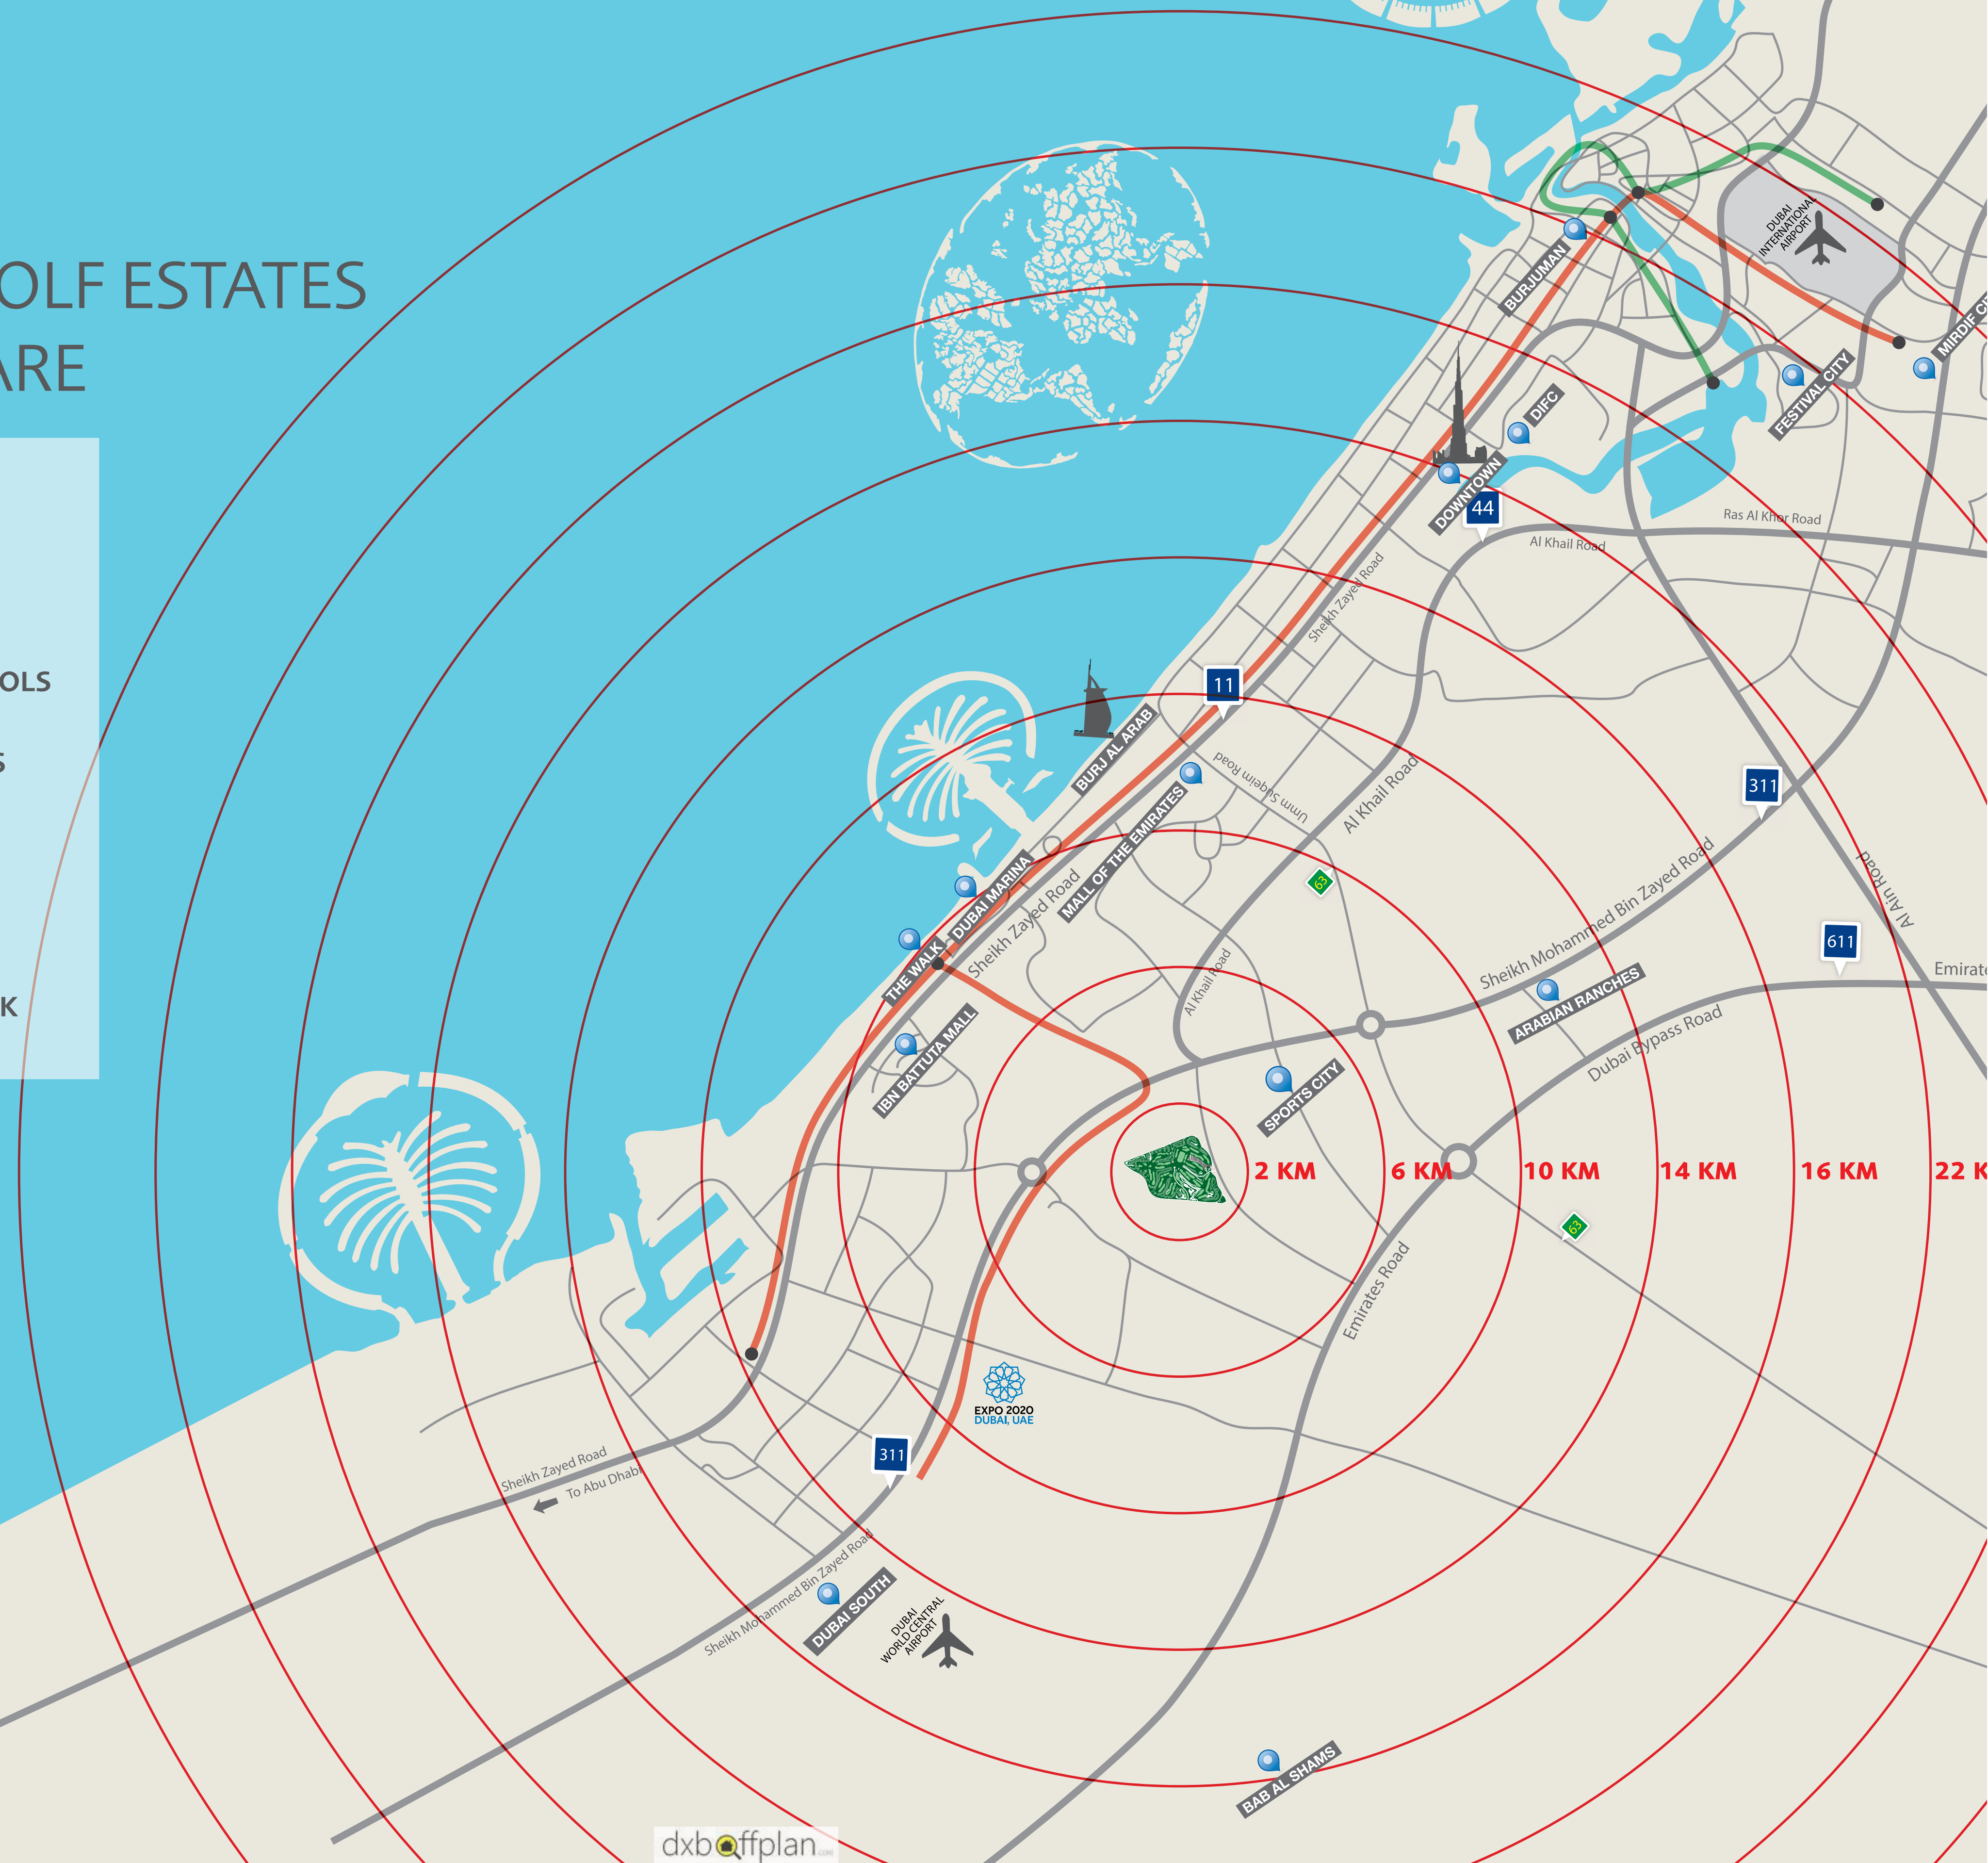 OLF ESTATES
ARE
OLS
S
K
DUBAI
INTERNATIONAL
AIRPORT
BURJUMAN
MIRDIF CI
FESTIVAL CITY
DIFC
DOWNTOWN
44
Ras Al Khor Road
Al Khail Road
Sheikh Zayed Road
11
BURJ AL ARAB
Umm Suqeim Road
MALL OF THE EMIRATES
Al Khail Road
311
63
Sheikh Mohammed Bin Zayed Road
Al Ain Road
611
Emirate
DUBAI MARINA
Sheikh Zayed Road
THE WALK
Al Khail Road
ARABIAN RANCHES
Dubai Bypass Road
IBN BATTUTA MALL
SPORTS CITY
2 KM
6 KM
10 KM
14 KM
16 KM
22 K
63
Emirates Road
EXPO 2020
DUBAI, UAE
311
Sheikh Zayed Road
To Abu Dhabi
Sheikh Mohammed Bin Zayed Road
DUBAI SOUTH
DUBAI
WORLD CENTRAL
AIRPORT
BAB AL SHAMS
dxboffplan.com